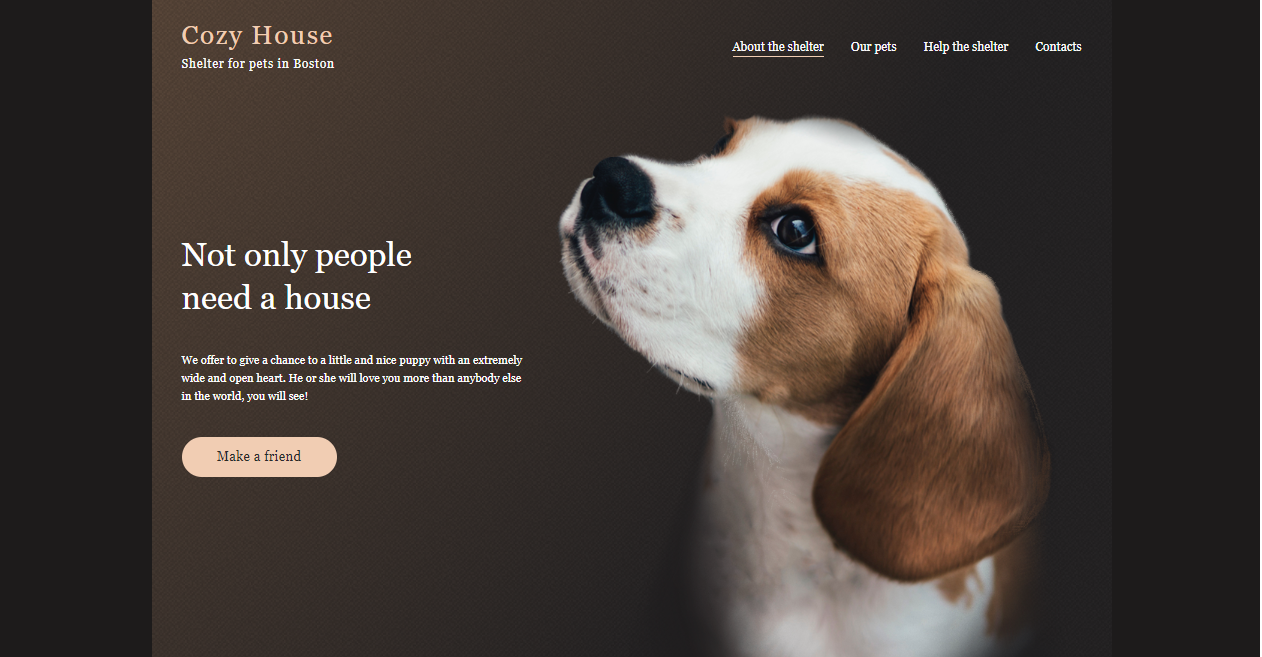 Cozy House
Shelter for pets in Boston
About the shelter
Our pets
Help the shelter
Contacts
Not only people
need a house
We offer to give a chance to a little and nice puppy with an extremely
wide and open heart. He or she will love you more than anybody else
in the world, you will see!
Make a friend